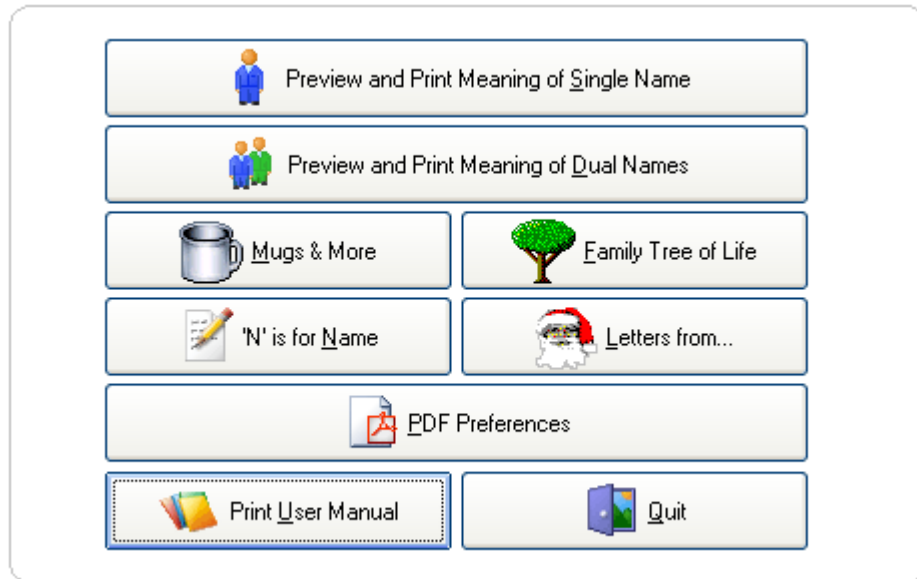 Preview and Print Meaning of Single Name
Preview and Print Meaning of Dual Names
Mugs & More
Family Tree of Life
'N' is for Name
Letters from...
PDF Preferences
Print User Manual
Quit